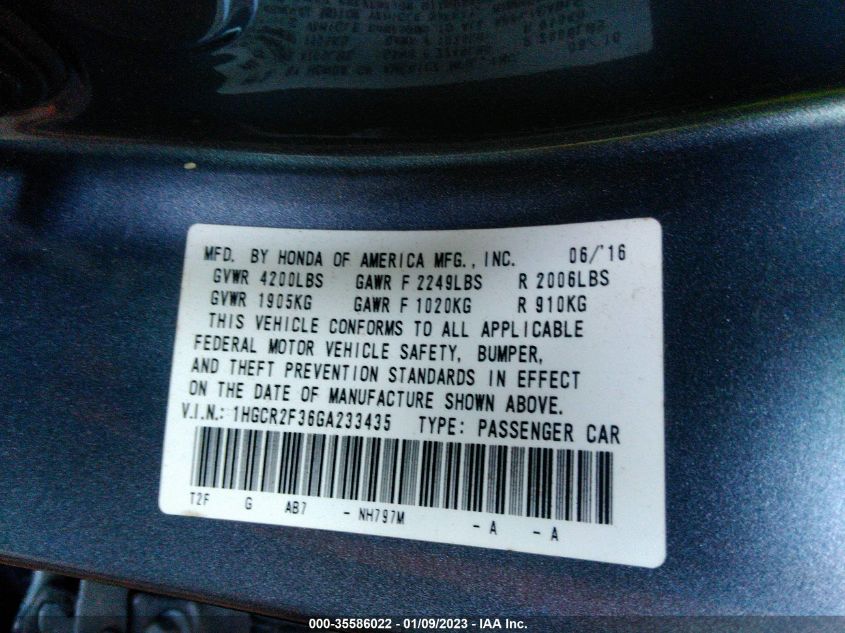 MFD. BY HONDA OF AMERICA MFG., INC. 06/'16
GVWR 4200LBS GAWR F 2249LBS R 2006LBS
GVWR 1905KG GAWR F 1020KG R 910KG
THIS VEHICLE CONFORMS TO ALL APPLICABLE
FEDERAL MOTOR VEHICLE SAFETY, BUMPER,
AND THEFT PREVENTION STANDARDS IN EFFECT
ON THE DATE OF MANUFACTURE SHOWN ABOVE.
V.I.N.: 1HGCR2F36GA233435 TYPE: PASSENGER CAR
T2F G AB7 - NH797M - A - A
000-35586022 - 01/09/2023 - IAA Inc.